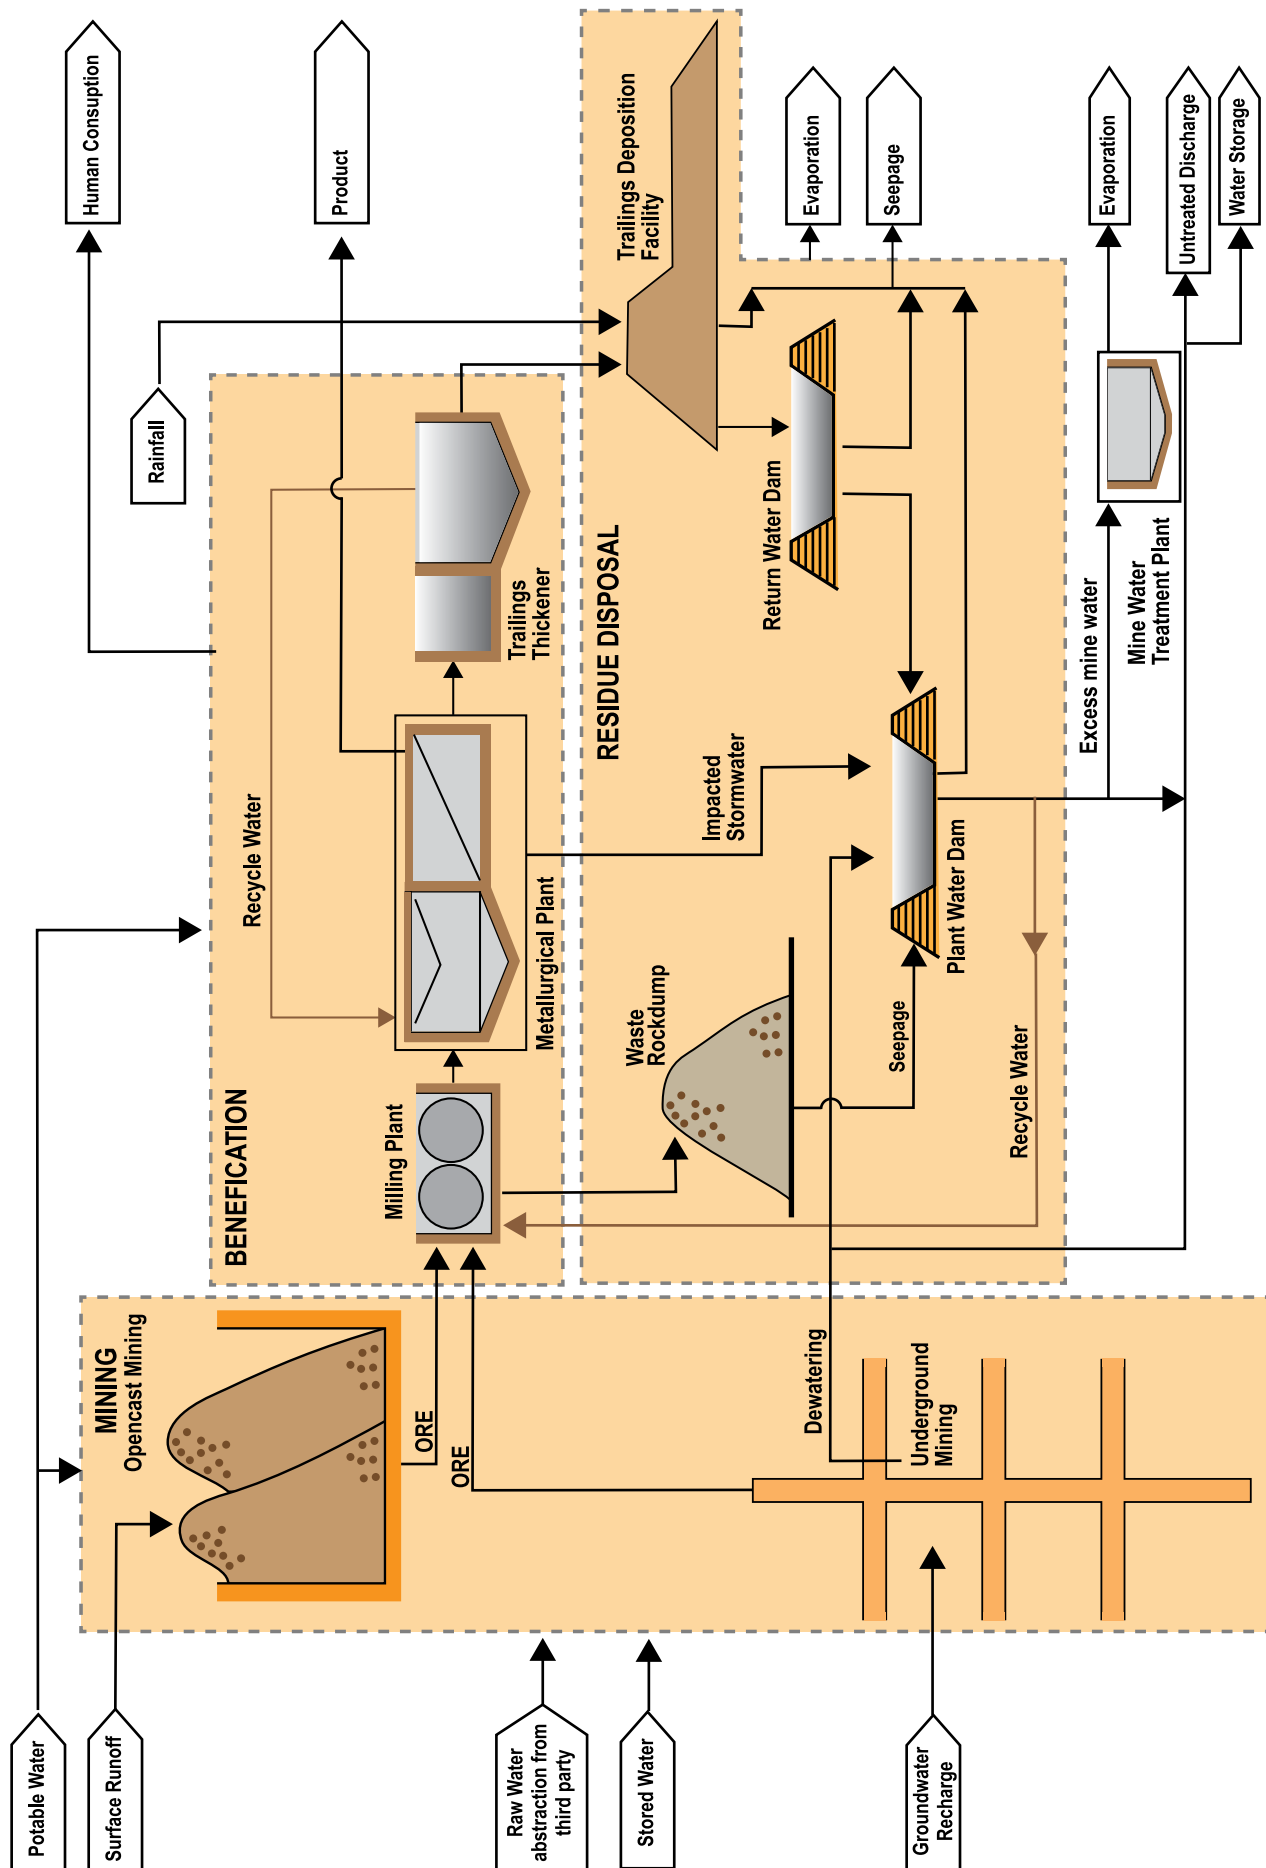 Human Consuption
Product
Evaporation
Seepage
Evaporation
Untreated Discharge
Water Storage
Rainfall
Trailings Deposition
Facility
Recycle Water
Trailings
Thickener
RESIDUE DISPOSAL
Return Water Dam
Excess mine water
Mine Water
Treatment Plant
Metallurgical Plant
Impacted
Stormwater
Plant Water Dam
BENEFICATION
Milling Plant
Waste
Rockdump
Seepage
Recycle Water
MINING
Opencast Mining
ORE
ORE
Dewatering
Underground
Mining
Potable Water
Surface Runoff
Raw Water
abstraction from
third party
Stored Water
Groundwater
Recharge